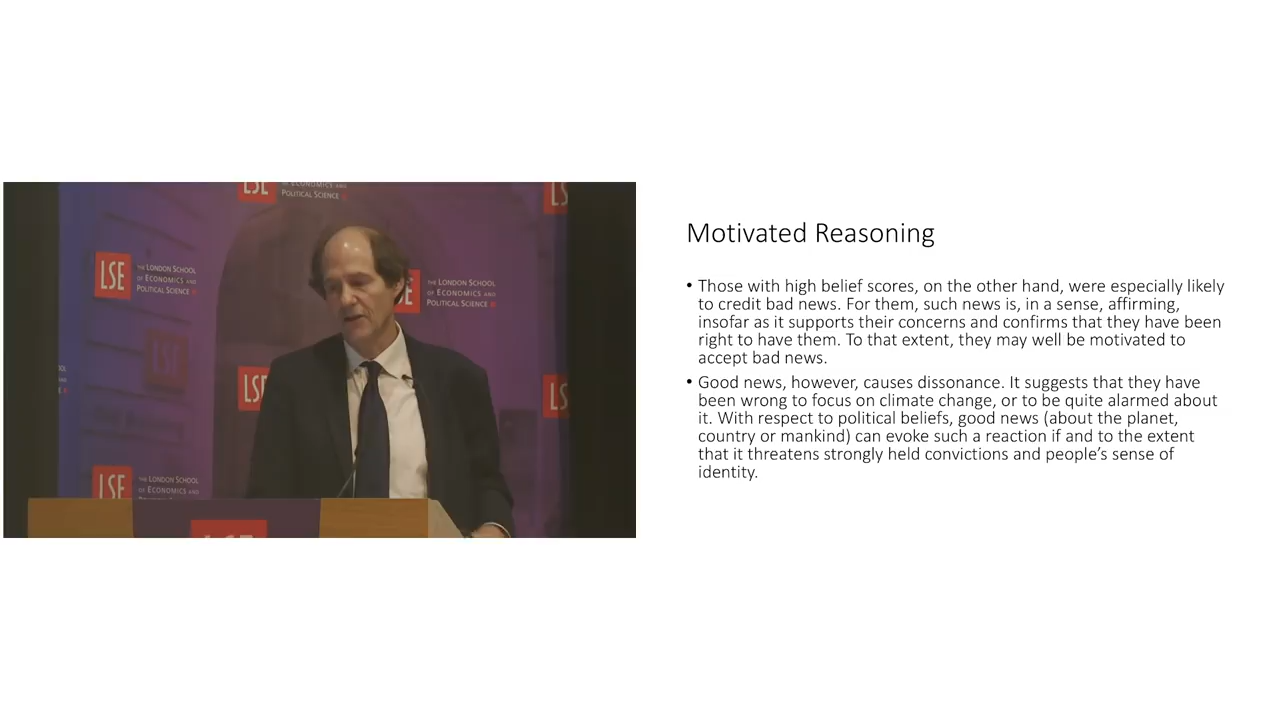 LSE
ECONOMICS AND
POLITICAL SCIENCE
LS
LSE
THE LONDON SCHOOL
OF ECONOMICS AND
POLITICAL SCIENCE
THE LONDON SCHOOL
OF ECONOMICS AND
POLITICAL SCIENCE
LSE
LSE
LS
LSE
THE LONDON SCHOOL
OF ECONOMICS AND
LSE
Motivated Reasoning
• Those with high belief scores, on the other hand, were especially likely
to credit bad news. For them, such news is, in a sense, affirming,
insofar as it supports their concerns and confirms that they have been
right to have them. To that extent, they may well be motivated to
accept bad news.
• Good news, however, causes dissonance. It suggests that they have
been wrong to focus on climate change, or to be quite alarmed about
it. With respect to political beliefs, good news (about the planet,
country or mankind) can evoke such a reaction if and to the extent
that it threatens strongly held convictions and people’s sense of
identity.